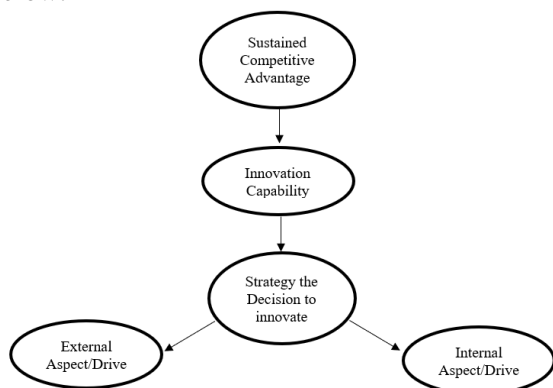 Sustained
Competitive
Advantage
Innovation
Capability
Strategy the
Decision to
innovate
External
Aspect/Drive
Internal
Aspect/Drive